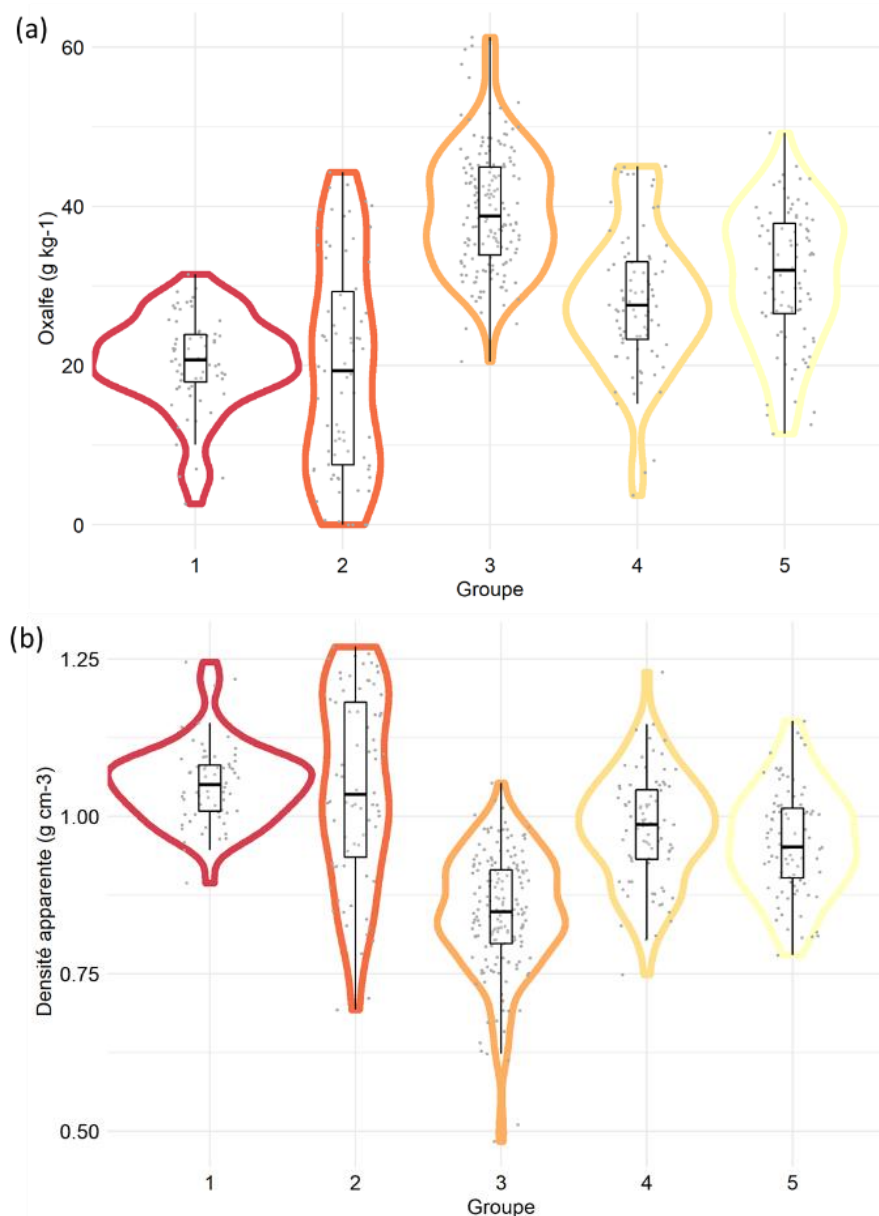 (a)
60
40
20
0
Oxalfe (g kg-1)
1 2 3 4 5
Groupe
(b)
1.25
1.00
0.75
0.50
Densité apparente (g cm-3)
1 2 3 4 5
Groupe